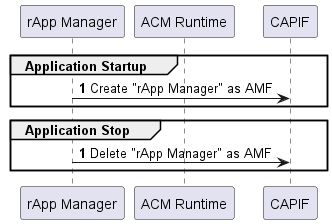 rApp Manager ACM Runtime CAPIF
Application Startup
1 Create "rApp Manager" as AMF
Application Stop
1 Delete "rApp Manager" as AMF
rApp Manager ACM Runtime CAPIF